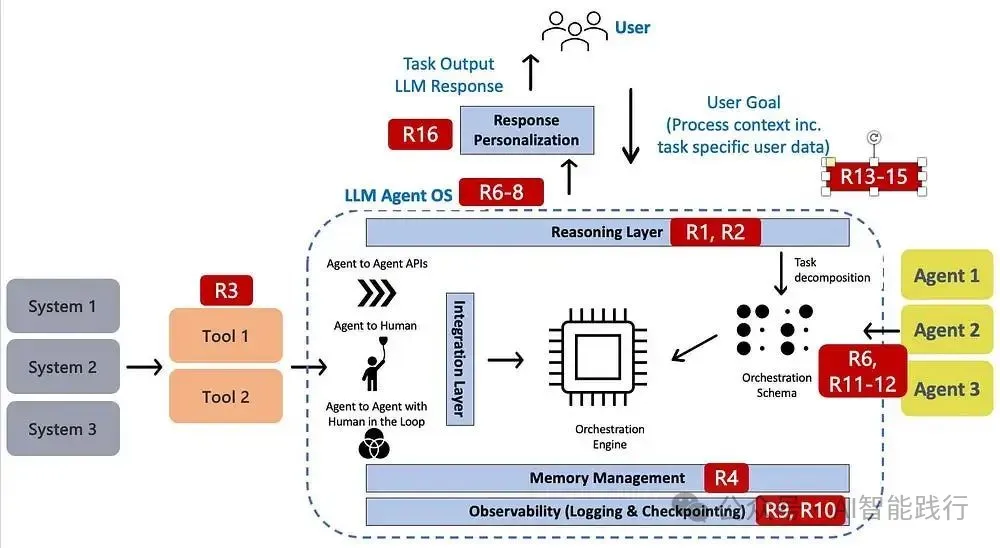 User
Task Output
LLM Response
User Goal
(Process context inc.
task specific user data)
R16
Response
Personalization
R13-15
LLM Agent OS
R6-8
Reasoning Layer
R1, R2
Agent to Agent APIs
Task
decomposition
R3
System 1
System 2
System 3
Tool 1
Tool 2
Agent to Human
Agent to Agent with
Human in the Loop
Integration Layer
Orchestration
Engine
Orchestration
Schema
R6,
R11-12
Agent 1
Agent 2
Agent 3
Memory Management
R4
Observability (Logging & Checkpointing)
R9, R10
公众号 · AI智能践行